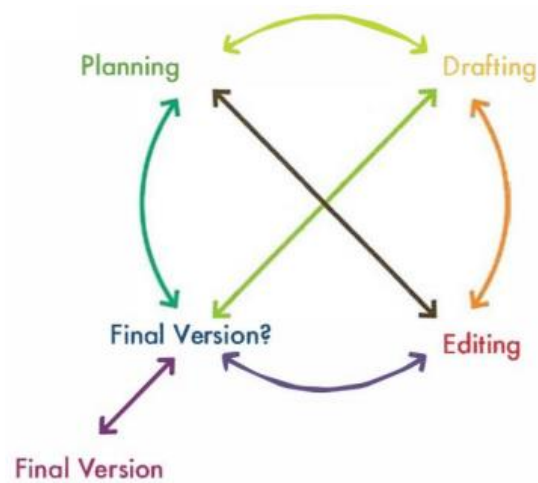 Planning
Drafting
Final Version?
Editing
Final Version